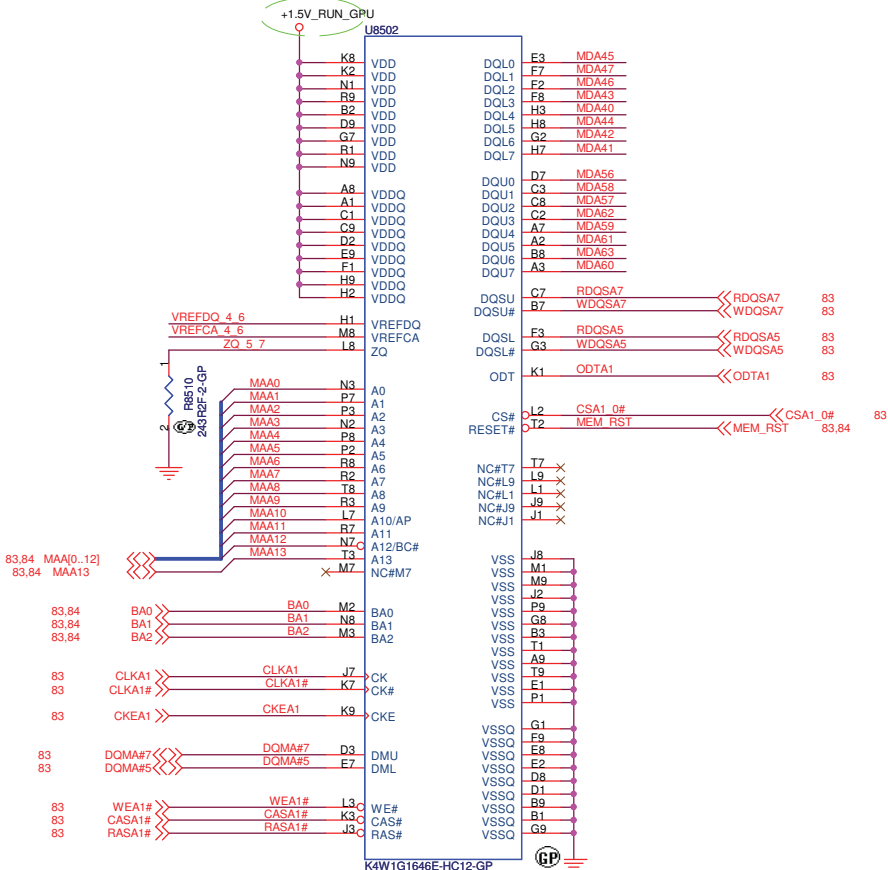 +1.5V_RUN_GPU
U8502
K8 VDD
K2 VDD
N1 VDD
R9 VDD
B2 VDD
D9 VDD
G7 VDD
R1 VDD
N9 VDD
A8 VDDQ
A1 VDDQ
C1 VDDQ
C9 VDDQ
D2 VDDQ
E9 VDDQ
F1 VDDQ
H9 VDDQ
H2 VDDQ
VREFDQ_4_6 H1 VREFDQ
VREFCA_4_6 M8 VREFCA
ZQ_5_7 L8 ZQ
1
R8510
243R2F-2-GP
2 GP
MAA0 N3 A0
MAA1 P7 A1
MAA2 P3 A2
MAA3 N2 A3
MAA4 P8 A4
MAA5 P2 A5
MAA6 R8 A6
MAA7 R2 A7
MAA8 T8 A8
MAA9 R3 A9
MAA10 L7 A10/AP
MAA11 R7 A11
MAA12 N7 A12/BC#
MAA13 T3 A13
M7 NC#M7
83,84 MAA[0..12]
83,84 MAA13
83,84 BA0 BA0 M2 BA0
83,84 BA1 BA1 N8 BA1
83,84 BA2 BA2 M3 BA2
83 CLKA1 CLKA1 J7 CK
83 CLKA1# CLKA1# K7 CK#
83 CKEA1 CKEA1 K9 CKE
83 DQMA#7 DQMA#7 D3 DMU
83 DQMA#5 DQMA#5 E7 DML
83 WEA1# WEA1# L3 WE#
83 CASA1# CASA1# K3 CAS#
83 RASA1# RASA1# J3 RAS#
DQL0 E3 MDA45
DQL1 F7 MDA47
DQL2 F2 MDA46
DQL3 F8 MDA43
DQL4 H3 MDA40
DQL5 H8 MDA44
DQL6 G2 MDA42
DQL7 H7 MDA41
DQU0 D7 MDA56
DQU1 C3 MDA58
DQU2 C8 MDA57
DQU3 C2 MDA62
DQU4 A7 MDA59
DQU5 A2 MDA61
DQU6 B8 MDA63
DQU7 A3 MDA60
DQSU C7 RDQSA7 RDQSA7 83
DQSU# B7 WDQSA7 WDQSA7 83
DQSL F3 RDQSA5 RDQSA5 83
DQSL# G3 WDQSA5 WDQSA5 83
ODT K1 ODTA1 ODTA1 83
CS# L2 CSA1_0# CSA1_0# 83
RESET# T2 MEM_RST MEM_RST 83,84
NC#T7 T7
NC#L9 L9
NC#L1 L1
NC#J9 J9
NC#J1 J1
VSS J8
VSS M1
VSS M9
VSS J2
VSS P9
VSS G8
VSS B3
VSS T1
VSS A9
VSS T9
VSS E1
VSS P1
VSSQ G1
VSSQ F9
VSSQ E8
VSSQ E2
VSSQ D8
VSSQ D1
VSSQ B9
VSSQ B1
VSSQ G9
GP
K4W1G1646E-HC12-GP